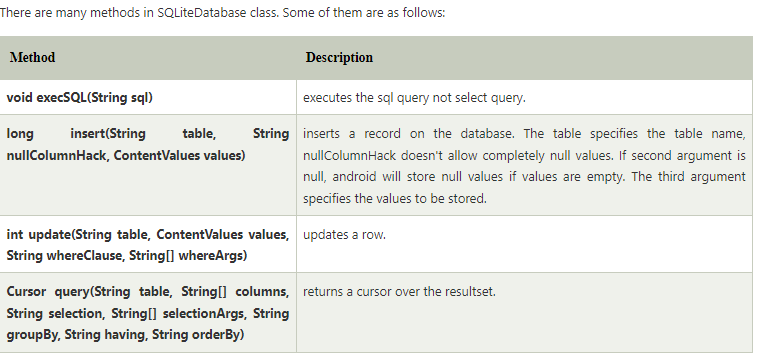 There are many methods in SQLiteDatabase class. Some of them are as follows:
Method Description
void execSQL(String sql) executes the sql query not select query.
long insert(String table, String nullColumnHack, ContentValues values)
inserts a record on the database. The table specifies the table name,
nullColumnHack doesn't allow completely null values. If second argument is
null, android will store null values if values are empty. The third argument
specifies the values to be stored.
int update(String table, ContentValues values,
String whereClause, String[] whereArgs)
updates a row.
Cursor query(String table, String[] columns,
String selection, String[] selectionArgs, String
groupBy, String having, String orderBy)
returns a cursor over the resultset.